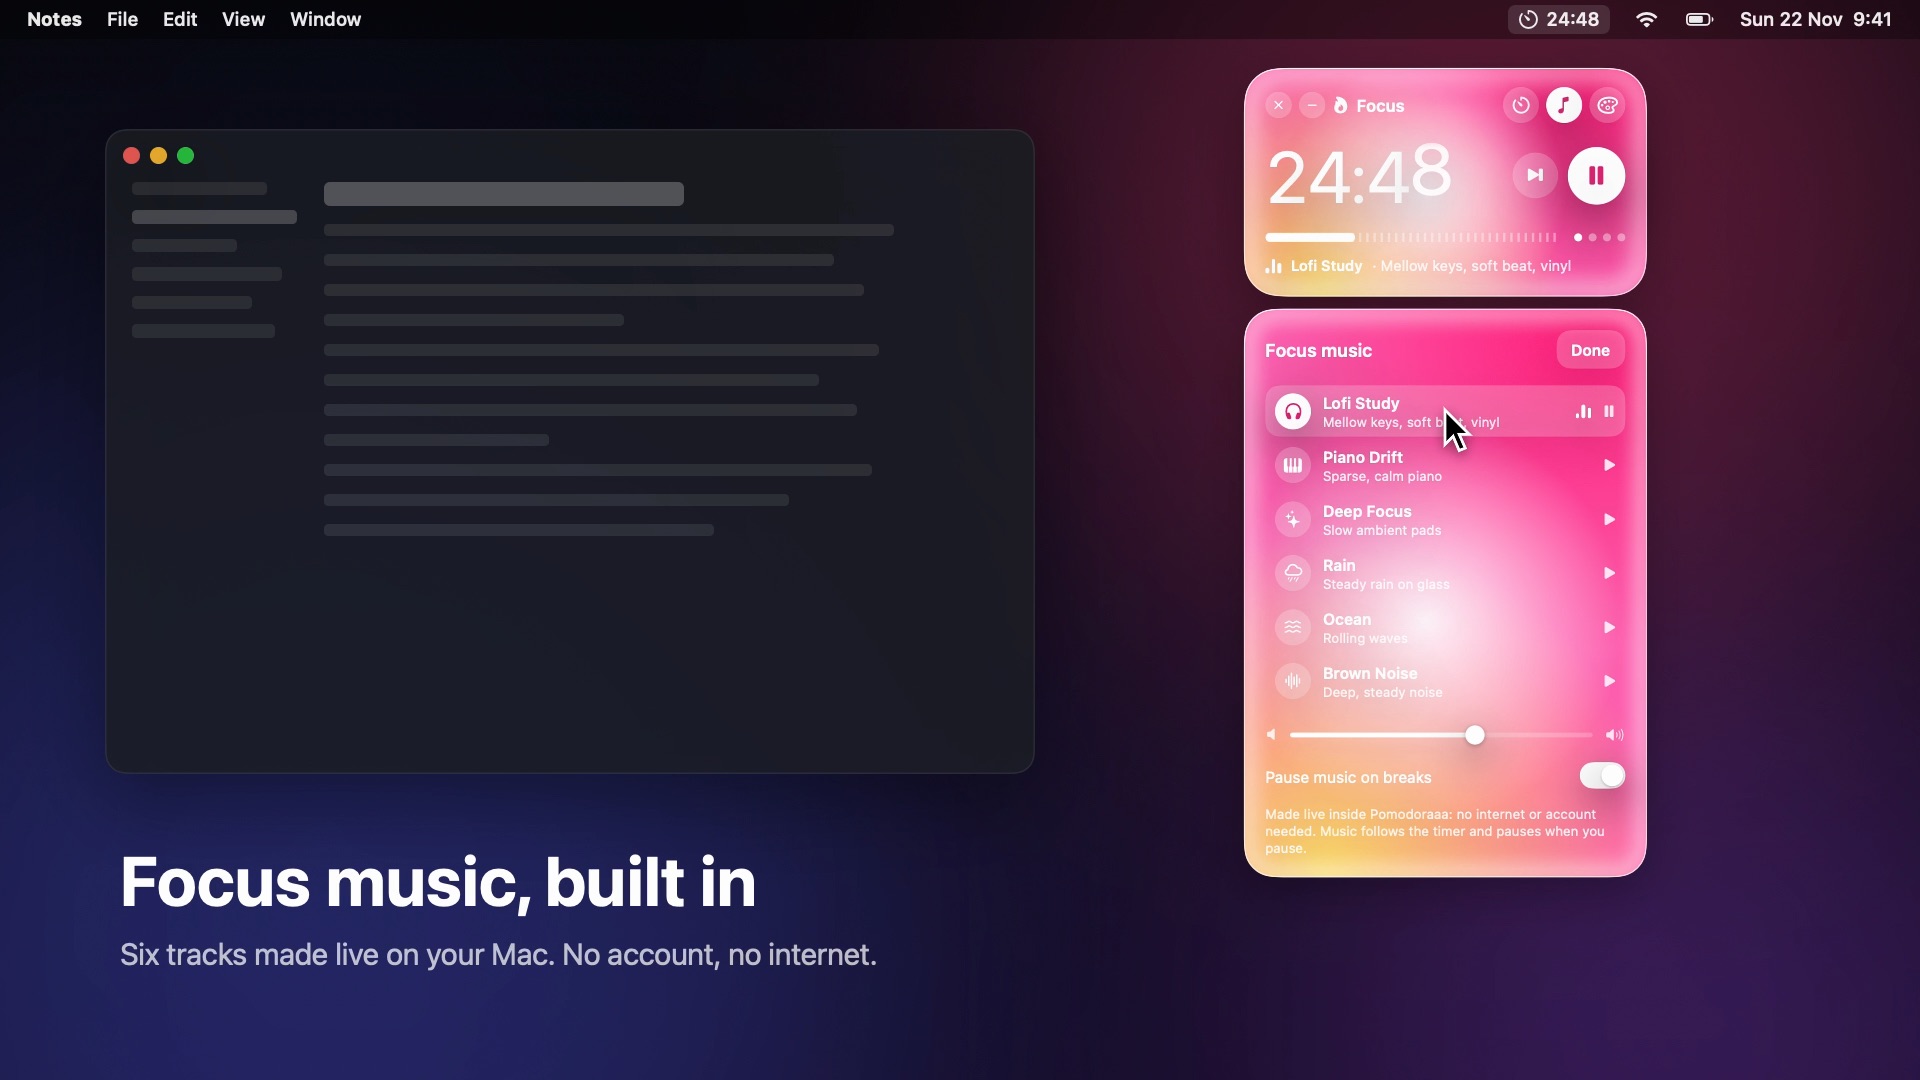 Notes File Edit View Window
24:48 Sun 22 Nov 9:41
Focus
24:48
Lofi Study · Mellow keys, soft beat, vinyl
Focus music
Done
Lofi Study
Mellow keys, soft beat, vinyl
Piano Drift
Sparse, calm piano
Deep Focus
Slow ambient pads
Rain
Steady rain on glass
Ocean
Rolling waves
Brown Noise
Deep, steady noise
Pause music on breaks
Made live inside Pomodoraaa: no internet or account
needed. Music follows the timer and pauses when you
pause.
Focus music, built in
Six tracks made live on your Mac. No account, no internet.